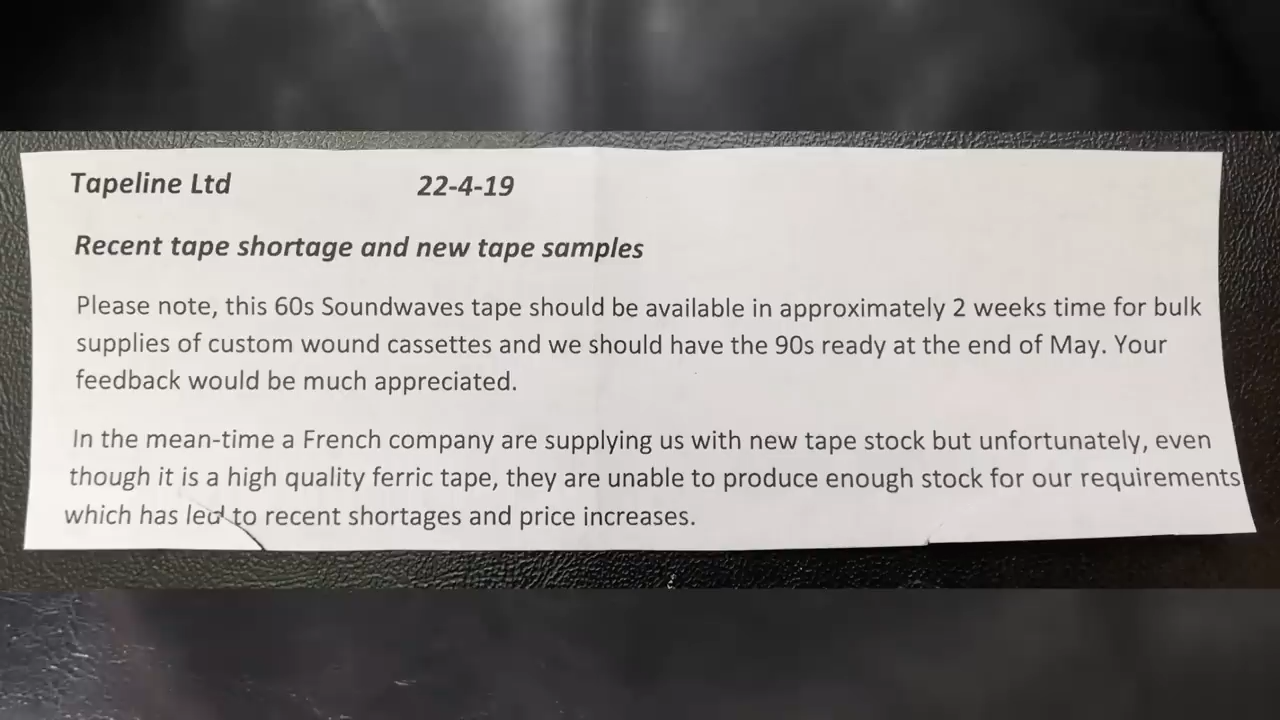 Tapeline Ltd 22-4-19
Recent tape shortage and new tape samples
Please note, this 60s Soundwaves tape should be available in approximately 2 weeks time for bulk
supplies of custom wound cassettes and we should have the 90s ready at the end of May. Your
feedback would be much appreciated.
In the mean-time a French company are supplying us with new tape stock but unfortunately, even
though it is a high quality ferric tape, they are unable to produce enough stock for our requirements
which has led to recent shortages and price increases.